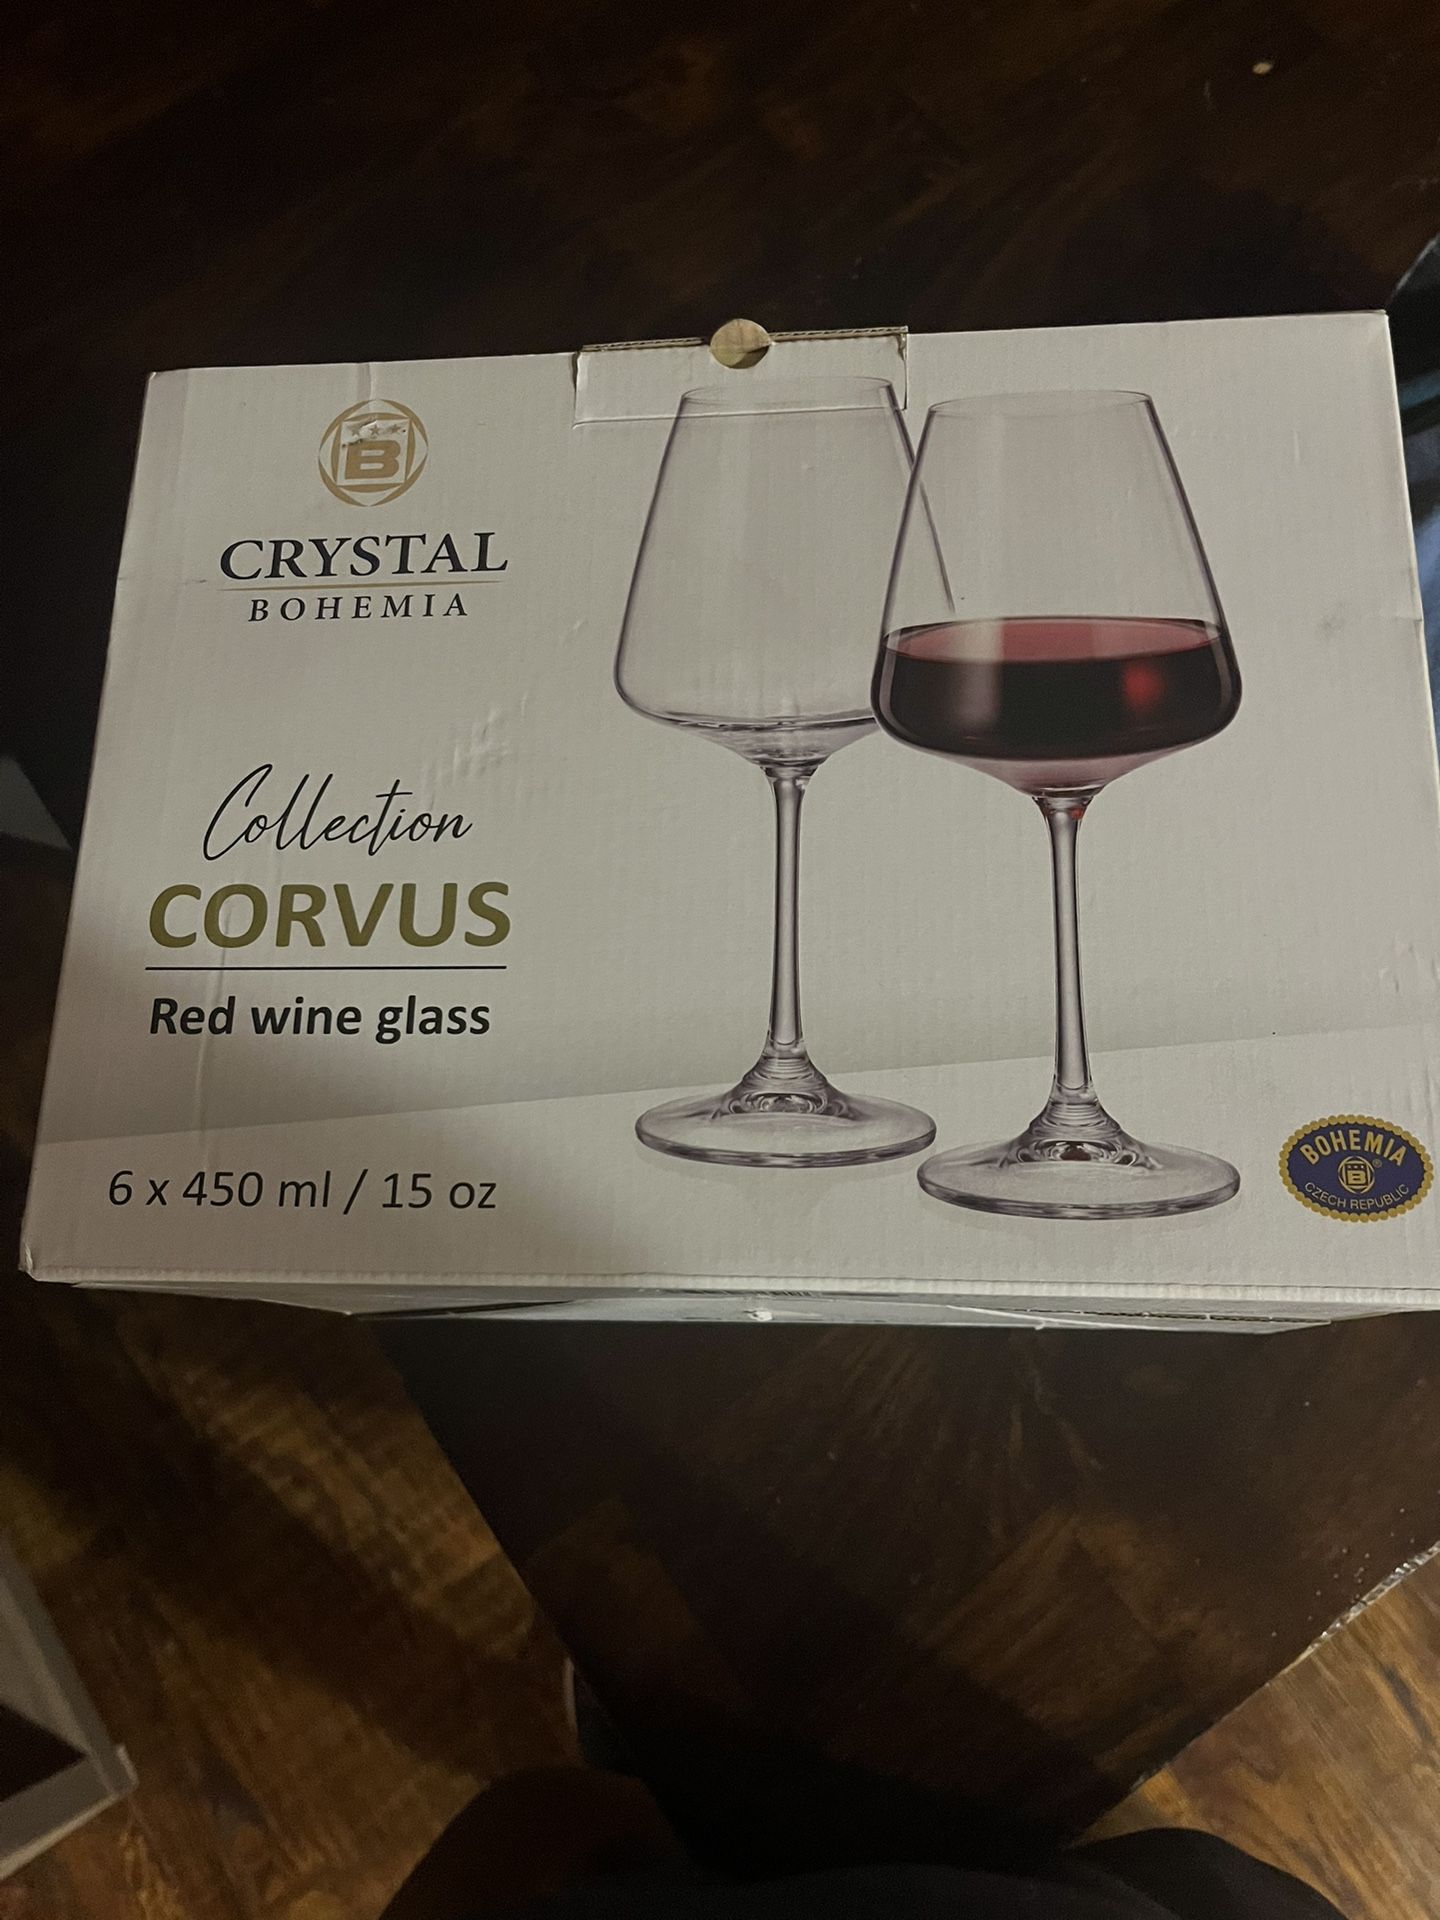 B
CRYSTAL
BOHEMIA
Collection
CORVUS
Red wine glass
6 x 450 ml / 15 oz
BOHEMIA
B ®
CZECH REPUBLIC